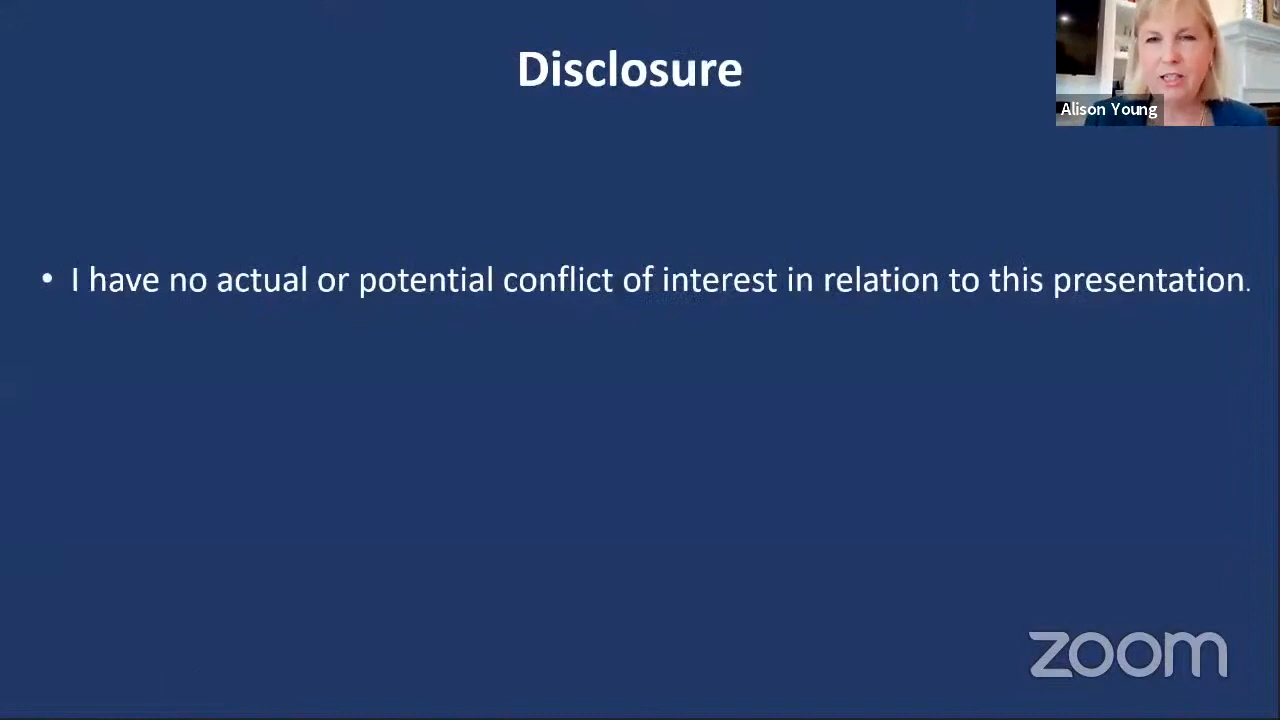 Disclosure
Alison Young
• I have no actual or potential conflict of interest in relation to this presentation.
zoom